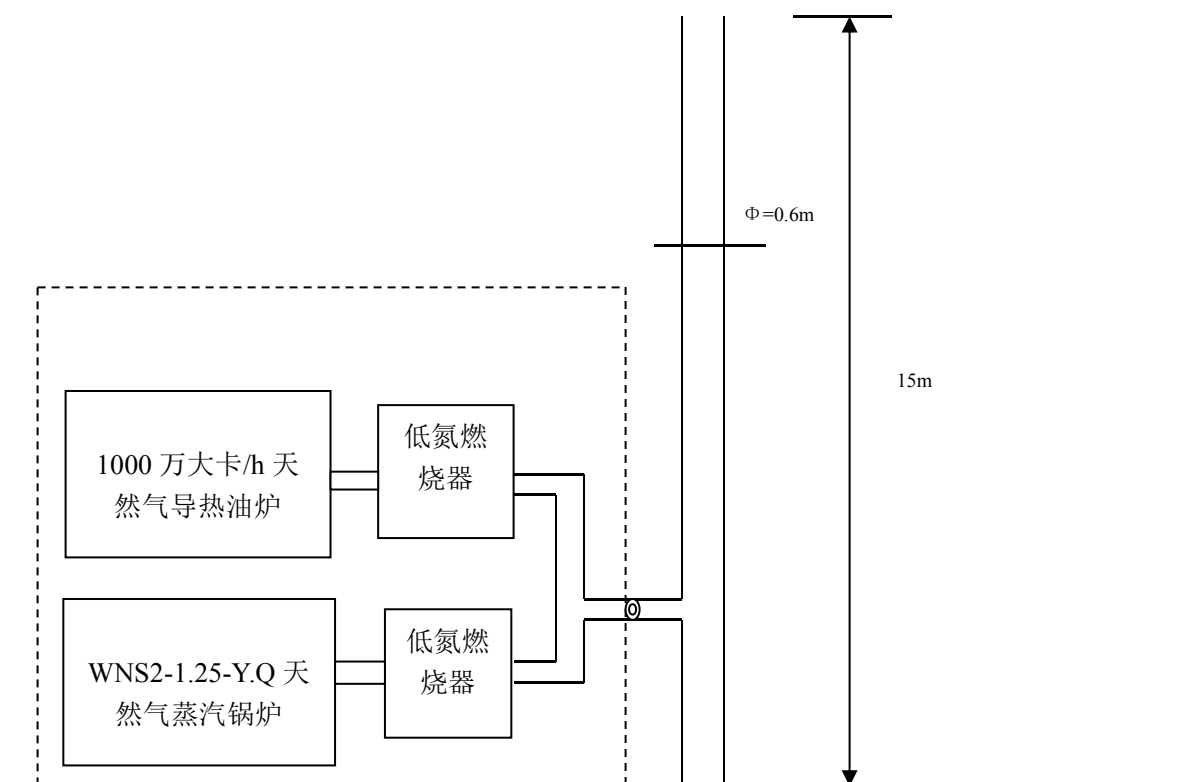 Φ=0.6m
15m
低氮燃
烧器
1000 万大卡/h 天
然气导热油炉
低氮燃
烧器
WNS2-1.25-Y.Q 天
然气蒸汽锅炉